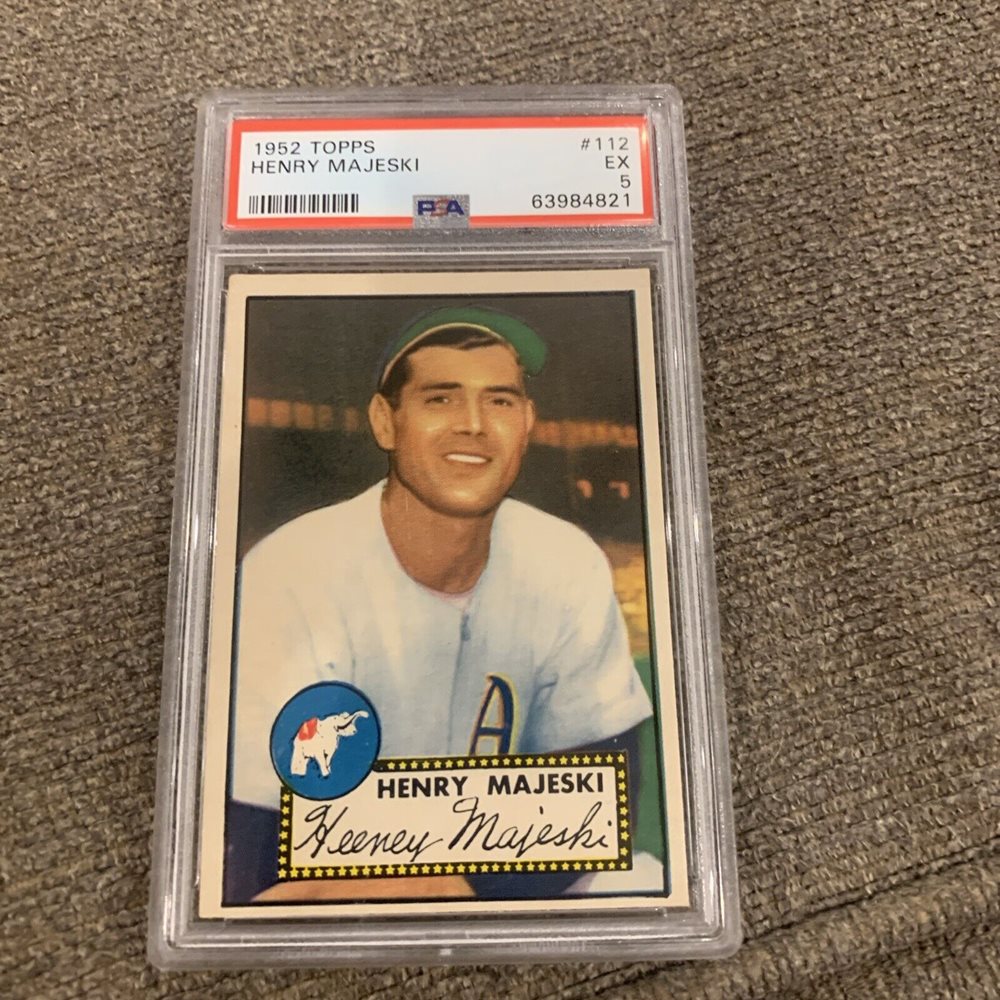 1952 TOPPS #112
HENRY MAJESKI EX
5
PSA 63984821
A
HENRY MAJESKI
Heeney Majeski